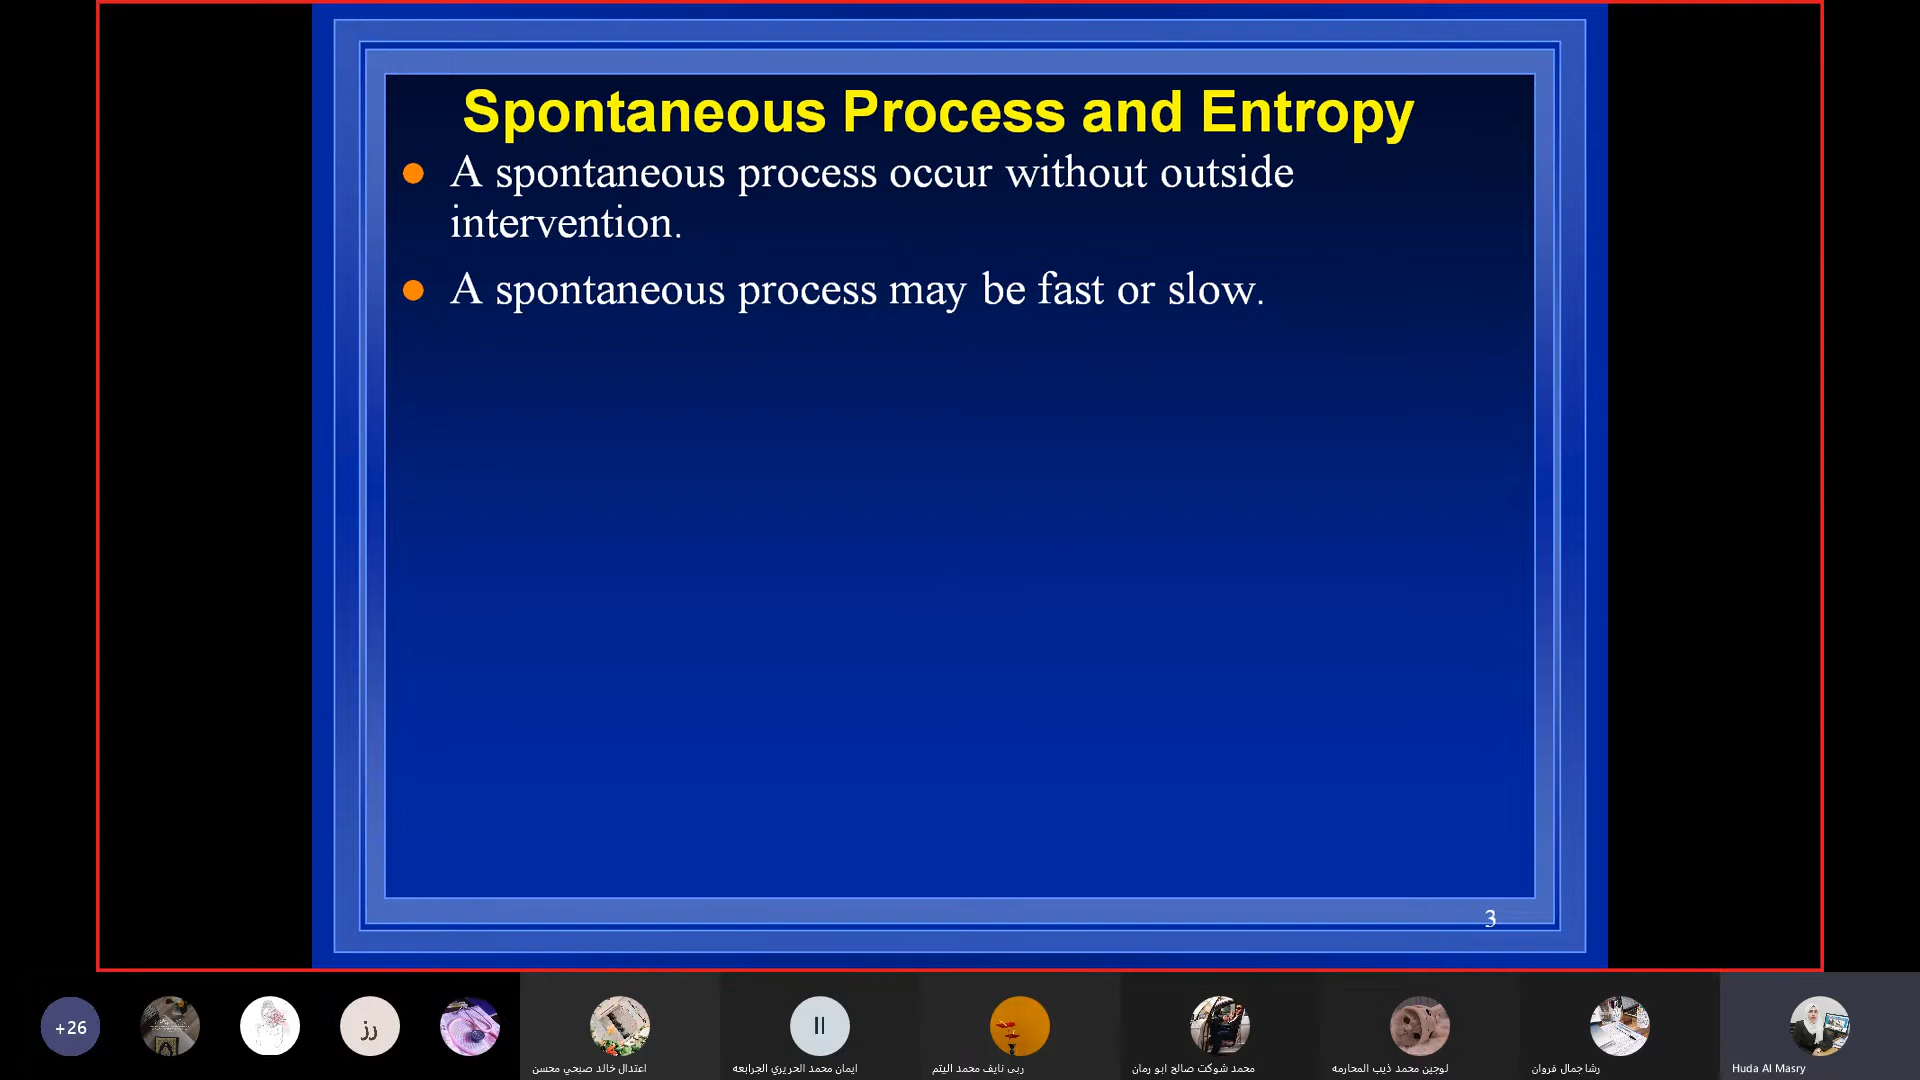 Spontaneous Process and Entropy
A spontaneous process occur without outside
intervention.
A spontaneous process may be fast or slow.
3
+26
رز
اعتدال خالد صبحي محسن
ايمان محمد الحريري الجرابعه
ربى نايف محمد اليتم
محمد شوكت صالح ابو رمان
لوجين محمد ذيب المحارمه
رشا جمال فروان
Huda Al Masry